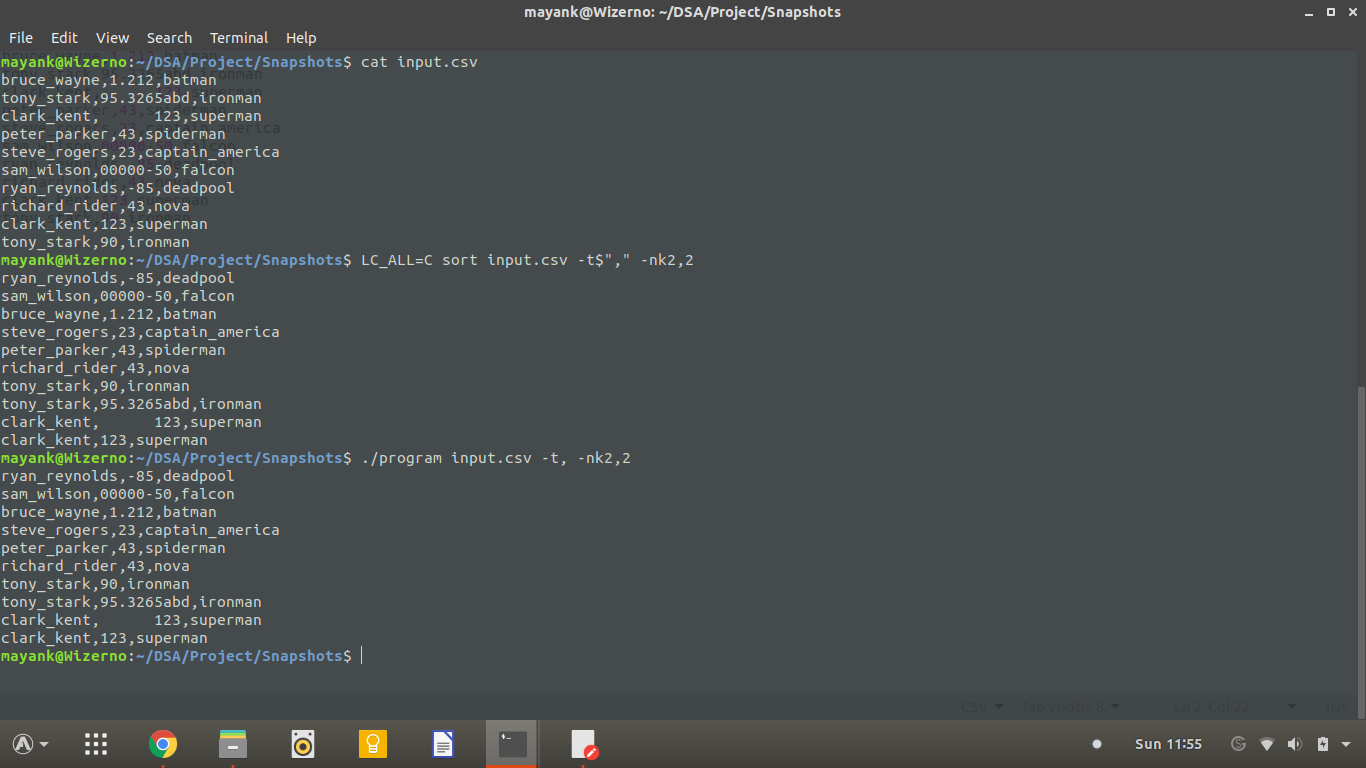 mayank@Wizerno: ~/DSA/Project/Snapshots
File Edit View Search Terminal Help
mayank@Wizerno:~/DSA/Project/Snapshots$ cat input.csv
bruce_wayne,1.212,batman
tony_stark,95.3265abd,ironman
clark_kent,      123,superman
peter_parker,43,spiderman
steve_rogers,23,captain_america
sam_wilson,00000-50,falcon
ryan_reynolds,-85,deadpool
richard_rider,43,nova
clark_kent,123,superman
tony_stark,90,ironman
mayank@Wizerno:~/DSA/Project/Snapshots$ LC_ALL=C sort input.csv -t$"," -nk2,2
ryan_reynolds,-85,deadpool
sam_wilson,00000-50,falcon
bruce_wayne,1.212,batman
steve_rogers,23,captain_america
peter_parker,43,spiderman
richard_rider,43,nova
tony_stark,90,ironman
tony_stark,95.3265abd,ironman
clark_kent,      123,superman
clark_kent,123,superman
mayank@Wizerno:~/DSA/Project/Snapshots$ ./program input.csv -t, -nk2,2
ryan_reynolds,-85,deadpool
sam_wilson,00000-50,falcon
bruce_wayne,1.212,batman
steve_rogers,23,captain_america
peter_parker,43,spiderman
richard_rider,43,nova
tony_stark,90,ironman
tony_stark,95.3265abd,ironman
clark_kent,      123,superman
clark_kent,123,superman
mayank@Wizerno:~/DSA/Project/Snapshots$
CSV Tab Width: 8 Ln 2, Col 22 INS
Sun 11:55